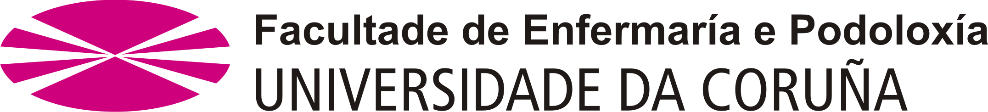 Facultade de Enfermaría e Podoloxía
UNIVERSIDADE DA CORUÑA